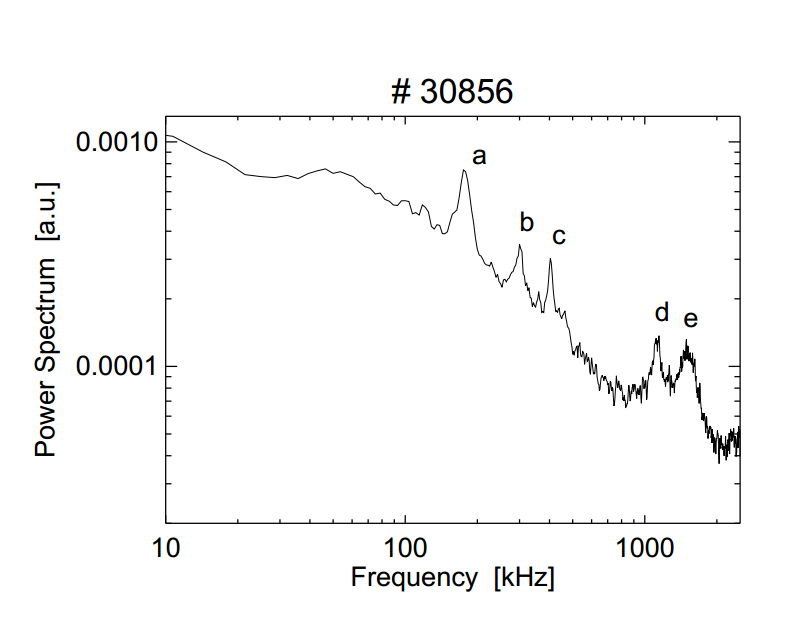 # 30856
0.0010
a
b
c
d
e
0.0001
Power Spectrum [a.u.]
10
100
1000
Frequency [kHz]